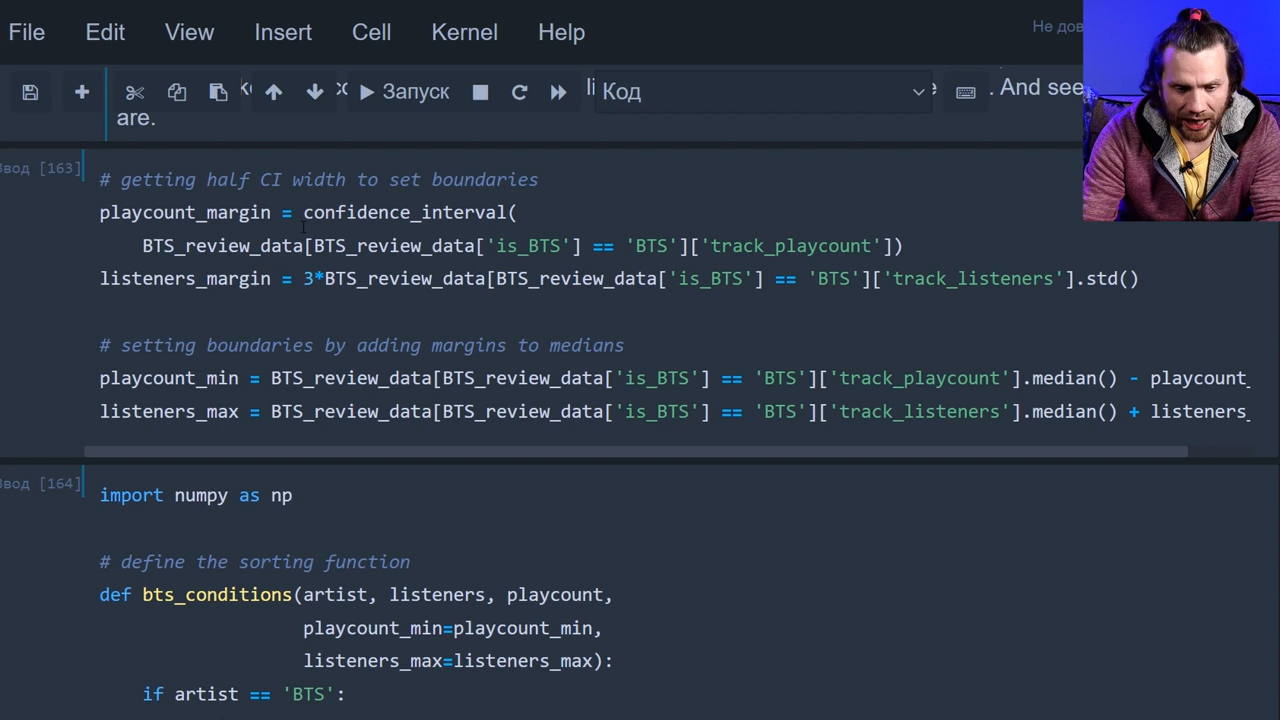 File Edit View Insert Cell Kernel Help Не дов
Запуск Код . And see
are.
Ввод [163]
# getting half CI width to set boundaries
playcount_margin = confidence_interval(
BTS_review_data[BTS_review_data['is_BTS'] == 'BTS']['track_playcount'])
listeners_margin = 3*BTS_review_data[BTS_review_data['is_BTS'] == 'BTS']['track_listeners'].std()
# setting boundaries by adding margins to medians
playcount_min = BTS_review_data[BTS_review_data['is_BTS'] == 'BTS']['track_playcount'].median() - playcount_
listeners_max = BTS_review_data[BTS_review_data['is_BTS'] == 'BTS']['track_listeners'].median() + listeners_
Ввод [164]
import numpy as np
# define the sorting function
def bts_conditions(artist, listeners, playcount,
playcount_min=playcount_min,
listeners_max=listeners_max):
if artist == 'BTS':